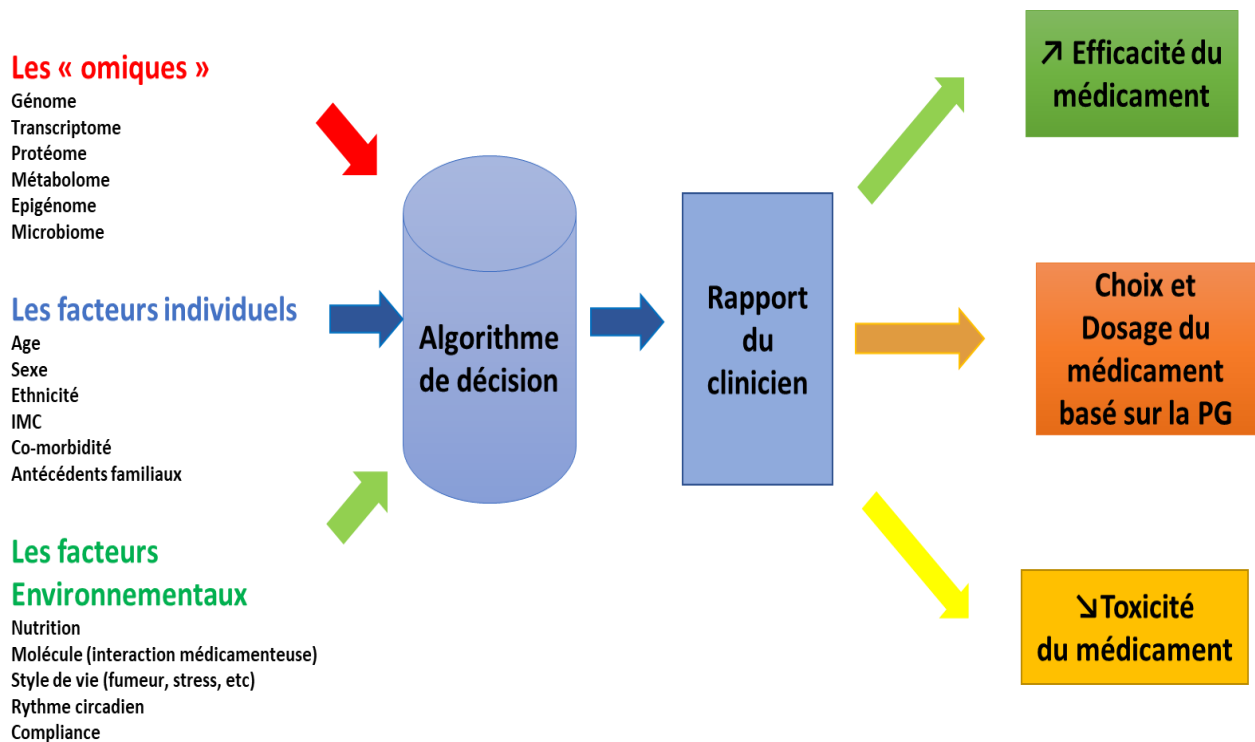 Les « omiques »
Génome
Transcriptome
Protéome
Métabolome
Epigénome
Microbiome
Les facteurs individuels
Age
Sexe
Ethnicité
IMC
Co-morbidité
Antécédents familiaux
Les facteurs
Environnementaux
Nutrition
Molécule (interaction médicamenteuse)
Style de vie (fumeur, stress, etc)
Rythme circadien
Compliance
Algorithme
de décision
Rapport
du
clinicien
↗ Efficacité du
médicament
Choix et
Dosage du
médicament
basé sur la PG
↘Toxicité
du médicament